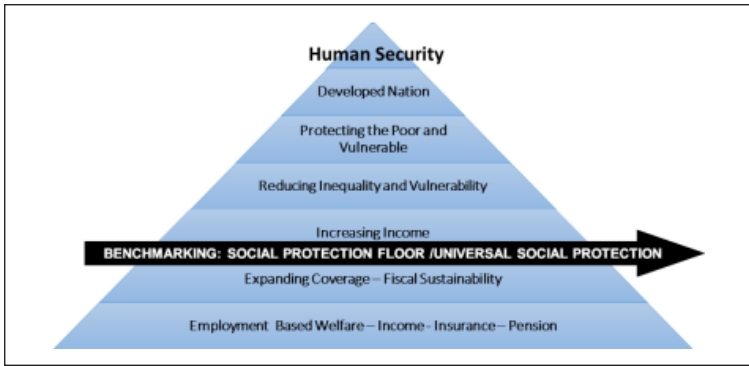 Human Security
Developed Nation
Protecting the Poor and
Vulnerable
Reducing Inequality and Vulnerability
Increasing Income
BENCHMARKING: SOCIAL PROTECTION FLOOR /UNIVERSAL SOCIAL PROTECTION
Expanding Coverage – Fiscal Sustainability
Employment Based Welfare – Income - Insurance – Pension